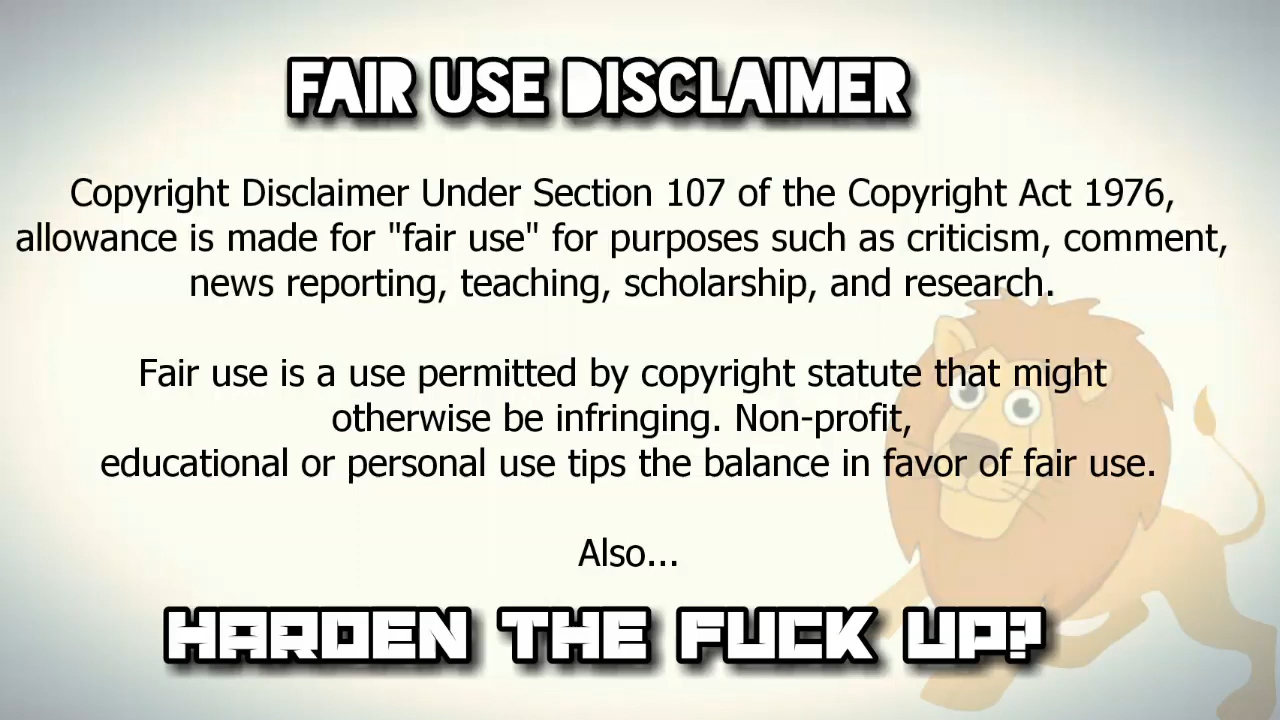 FAIR USE DISCLAIMER
Copyright Disclaimer Under Section 107 of the Copyright Act 1976,
allowance is made for "fair use" for purposes such as criticism, comment,
news reporting, teaching, scholarship, and research.
Fair use is a use permitted by copyright statute that might
otherwise be infringing. Non-profit,
educational or personal use tips the balance in favor of fair use.
Also...
HARDEN THE FUCK UP?